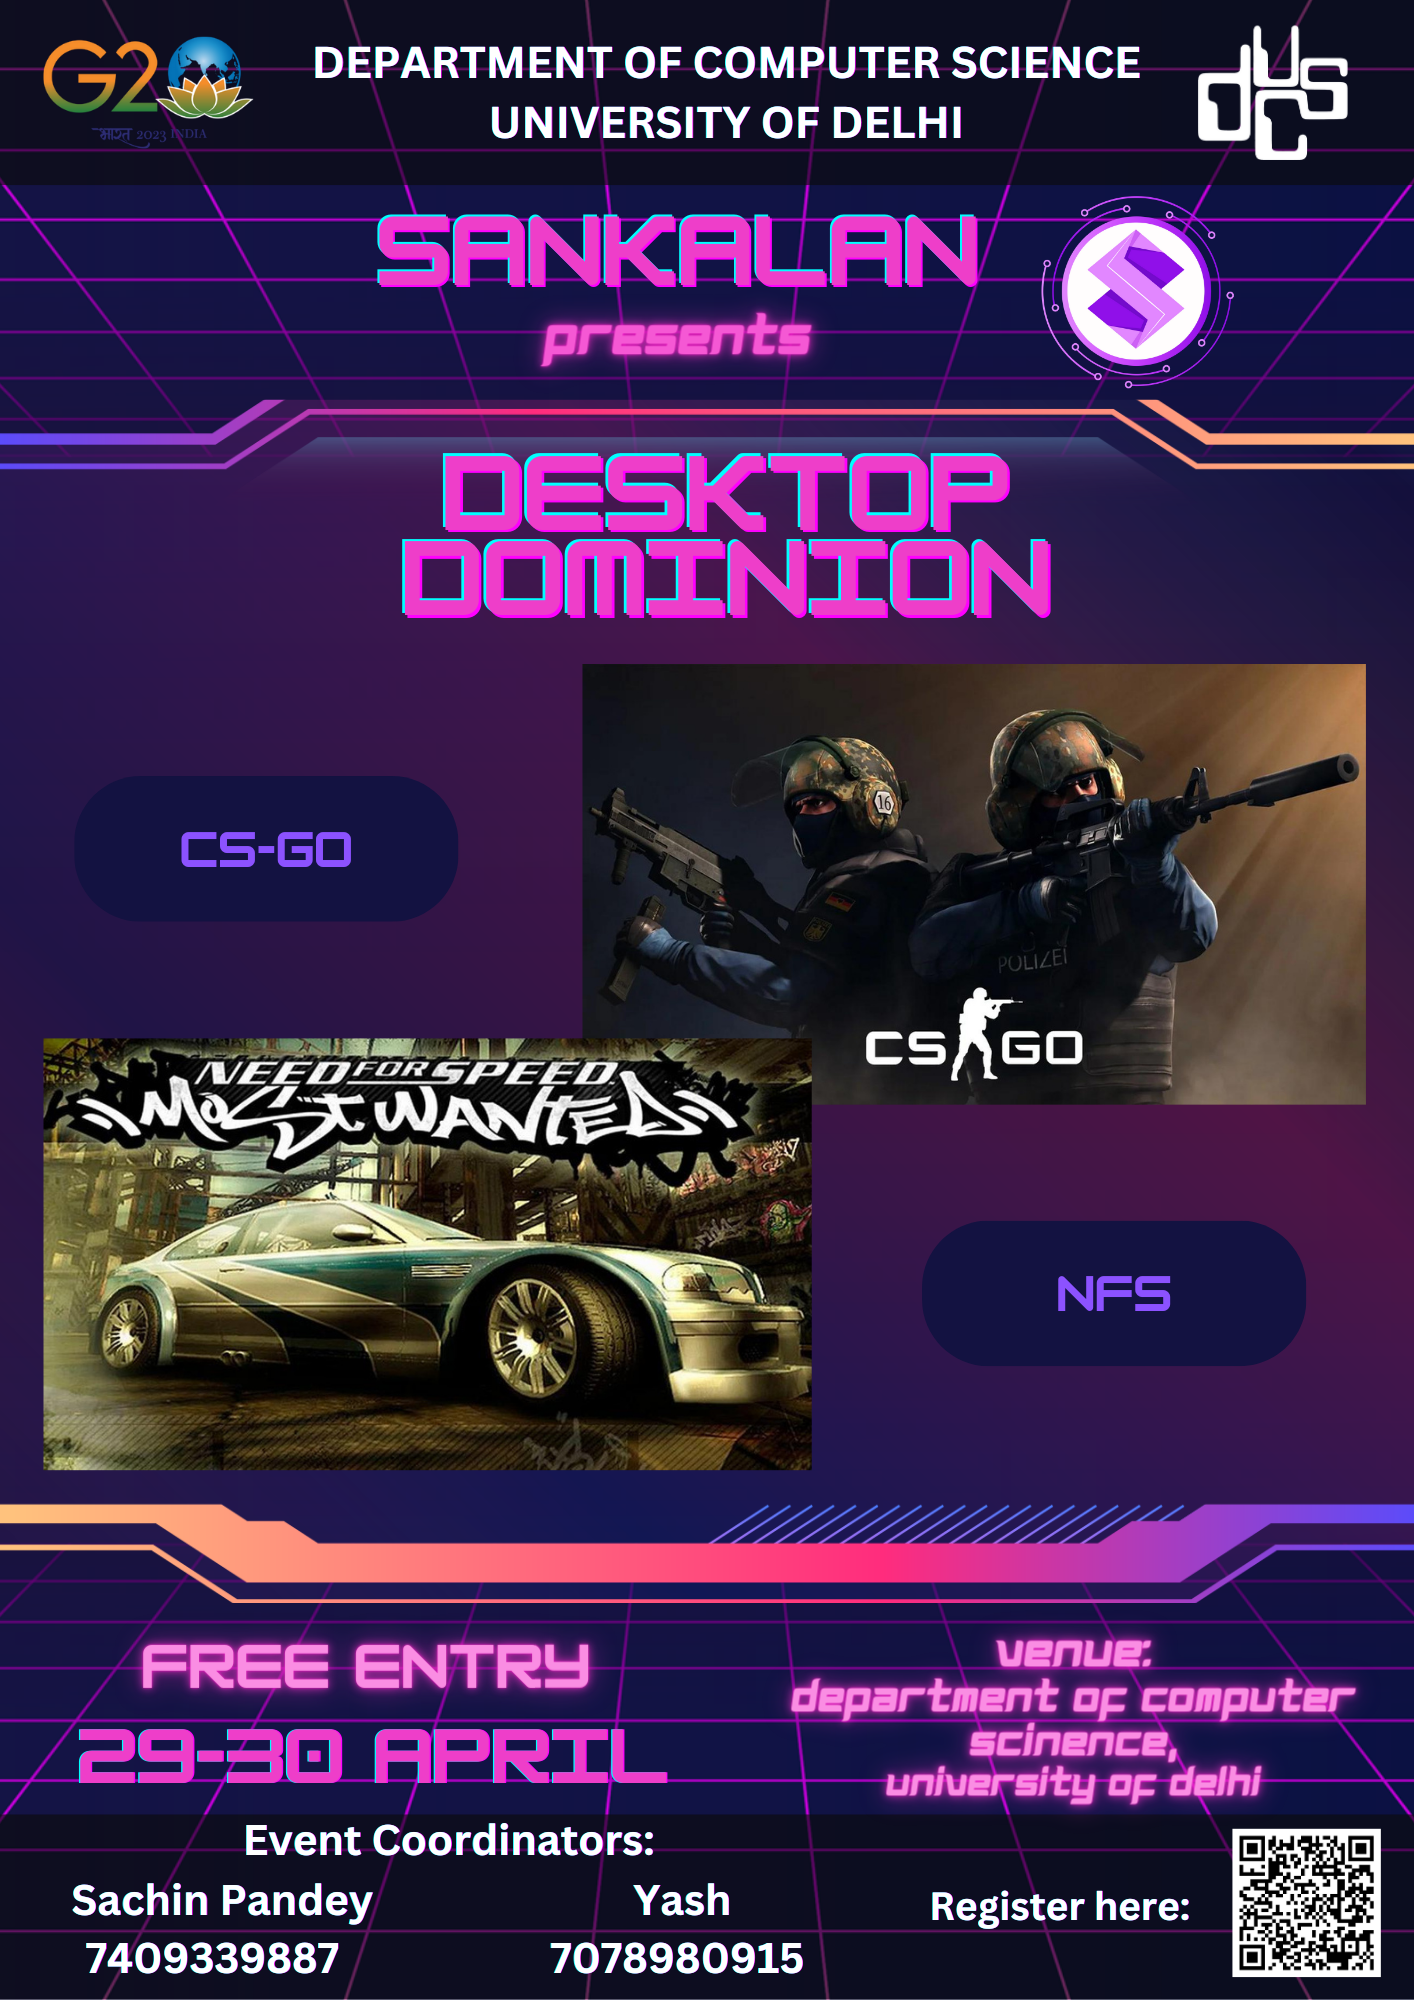 G20
भारत 2023 INDIA
DEPARTMENT OF COMPUTER SCIENCE
UNIVERSITY OF DELHI
ducs
SANKALAN
presents
DESKTOP
DOMINION
CS-GO
16
POLIZEI
CS GO
NEED FOR SPEED
MOST WANTED
NFS
FREE ENTRY
29-30 APRIL
venue:
department of computer
scinence,
university of delhi
Event Coordinators:
Sachin Pandey
7409339887
Yash
7078980915
Register here: